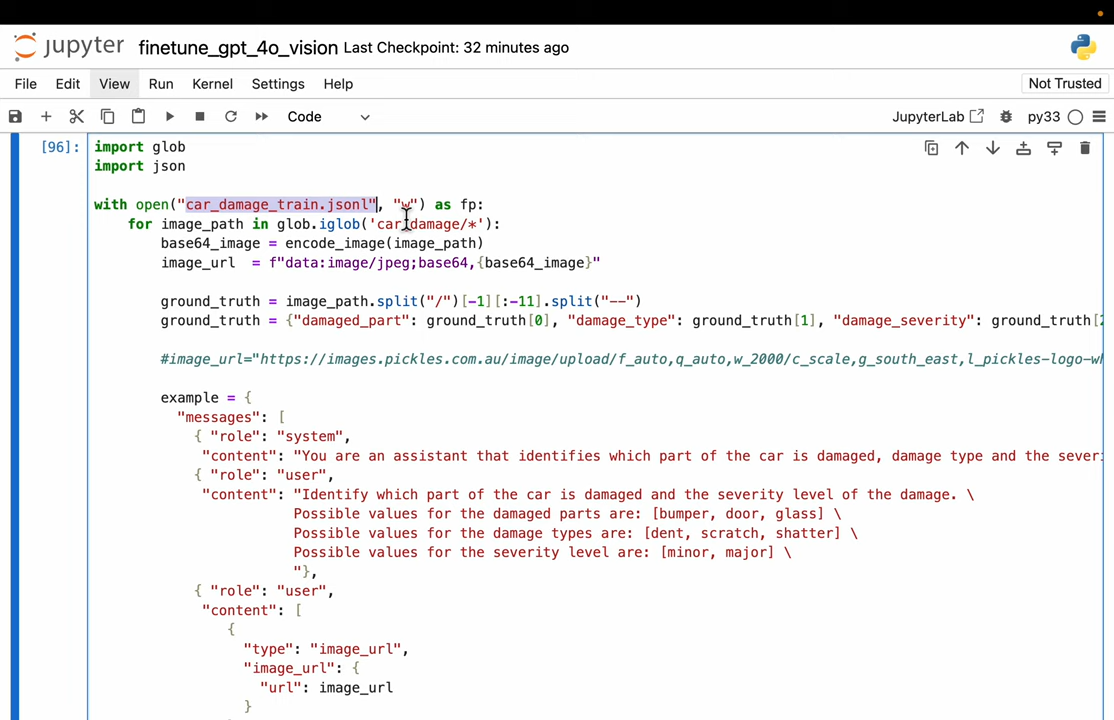 jupyter finetune_gpt_4o_vision Last Checkpoint: 32 minutes ago
File Edit View Run Kernel Settings Help Not Trusted
Code JupyterLab py33
[96]: import glob
import json
with open("car_damage_train.jsonl", "w") as fp:
for image_path in glob.iglob('car_damage/*'):
base64_image = encode_image(image_path)
image_url = f"data:image/jpeg;base64,{base64_image}"
ground_truth = image_path.split("/")[-1][:-11].split("--")
ground_truth = {"damaged_part": ground_truth[0], "damage_type": ground_truth[1], "damage_severity": ground_truth[2
#image_url="https://images.pickles.com.au/image/upload/f_auto,q_auto,w_2000/c_scale,g_south_east,l_pickles-logo-wh
example = {
"messages": [
{ "role": "system",
"content": "You are an assistant that identifies which part of the car is damaged, damage type and the severi
{ "role": "user",
"content": "Identify which part of the car is damaged and the severity level of the damage. \
Possible values for the damaged parts are: [bumper, door, glass] \
Possible values for the damage types are: [dent, scratch, shatter] \
Possible values for the severity level are: [minor, major] \
"},
{ "role": "user",
"content": [
{
"type": "image_url",
"image_url": {
"url": image_url
}